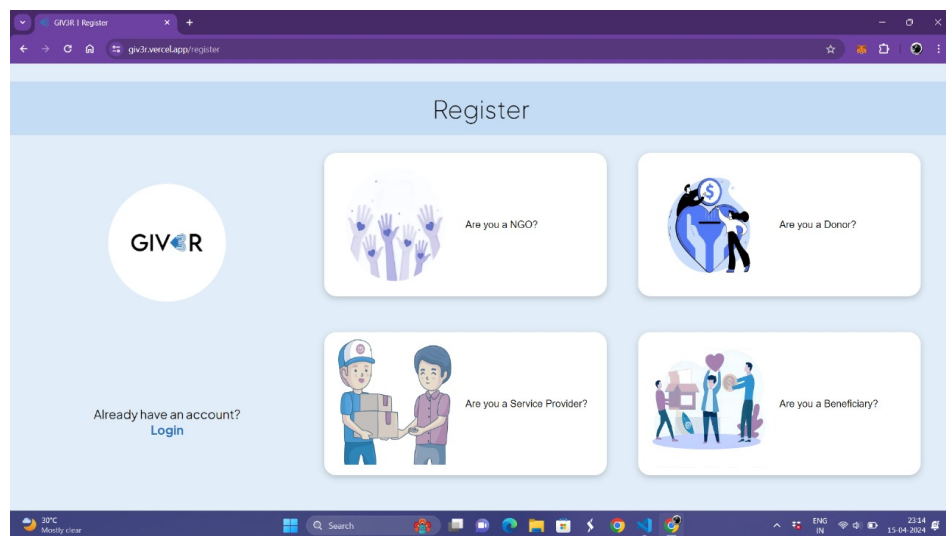 GIV3R | Register
giv3r.vercel.app/register
Register
GIV3R
Are you a NGO?
Are you a Donor?
Already have an account?
Login
Are you a Service Provider?
Are you a Beneficiary?
30°C
Mostly clear
Search
ENG
IN
23:14
15-04-2024